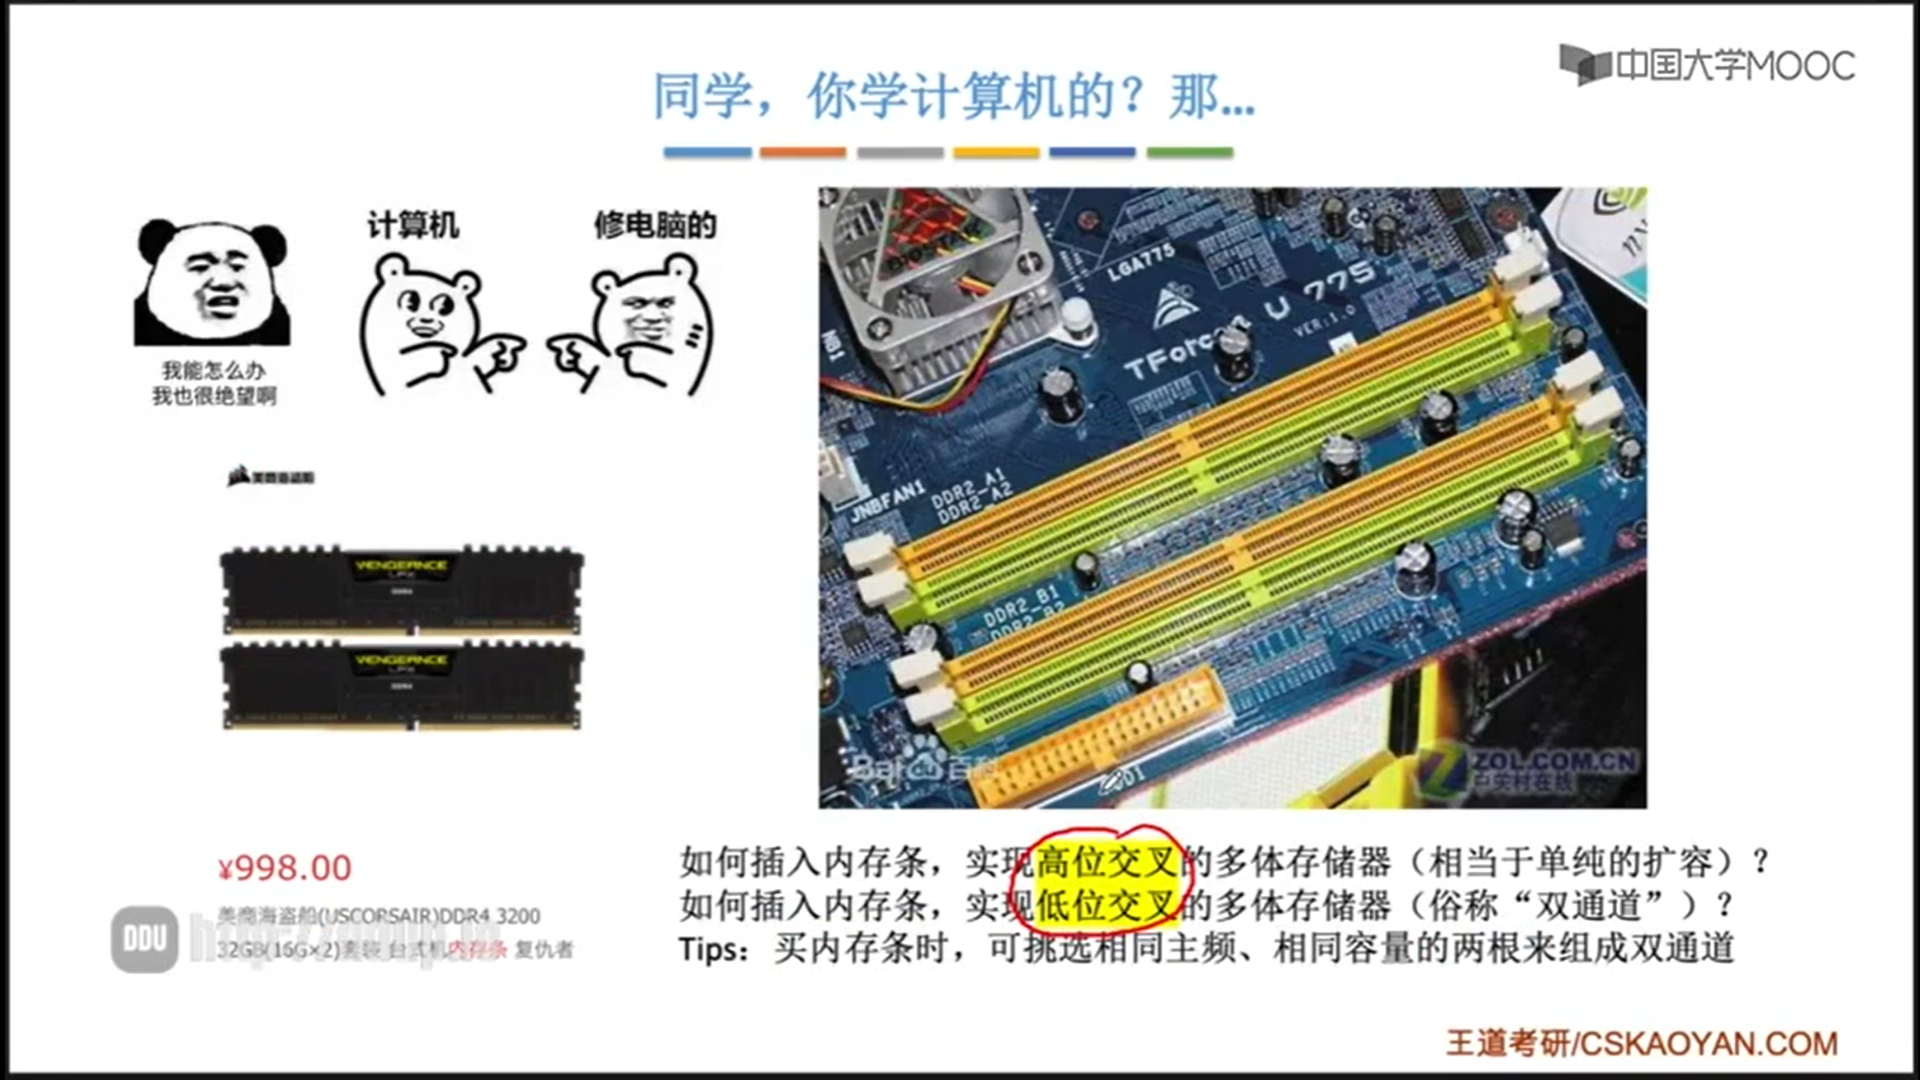 中国大学MOOC
同学，你学计算机的？那...
计算机
修电脑的
我能怎么办
我也很绝望啊
美商海盗船
VENGEANCE
LPX
DDR4
VENGEANCE
LPX
DDR4
LGA775
TForce U 775
VER:1.0
NB1
JNBFAN1
DDR2_A1
DDR2_A2
DDR2_B1
DDR2_B2
Baidu百科
ZOL.COM.CN
中关村在线
¥998.00
美商海盗船(USCORSAIR)DDR4 3200
32GB(16G×2)套装 台式机内存条 复仇者
DDU
如何插入内存条，实现高位交叉的多体存储器（相当于单纯的扩容）？
如何插入内存条，实现低位交叉的多体存储器（俗称“双通道”）？
Tips：买内存条时，可挑选相同主频、相同容量的两根来组成双通道
王道考研/CSKAOYAN.COM